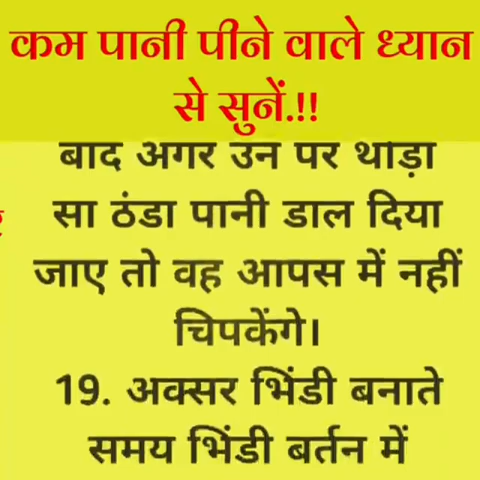 कम पानी पीने वाले ध्यान
से सुनें.!!
बाद अगर उन पर थोड़ा
सा ठंडा पानी डाल दिया
जाए तो वह आपस में नहीं
चिपकेंगे।
19. अक्सर भिंडी बनाते
समय भिंडी बर्तन में